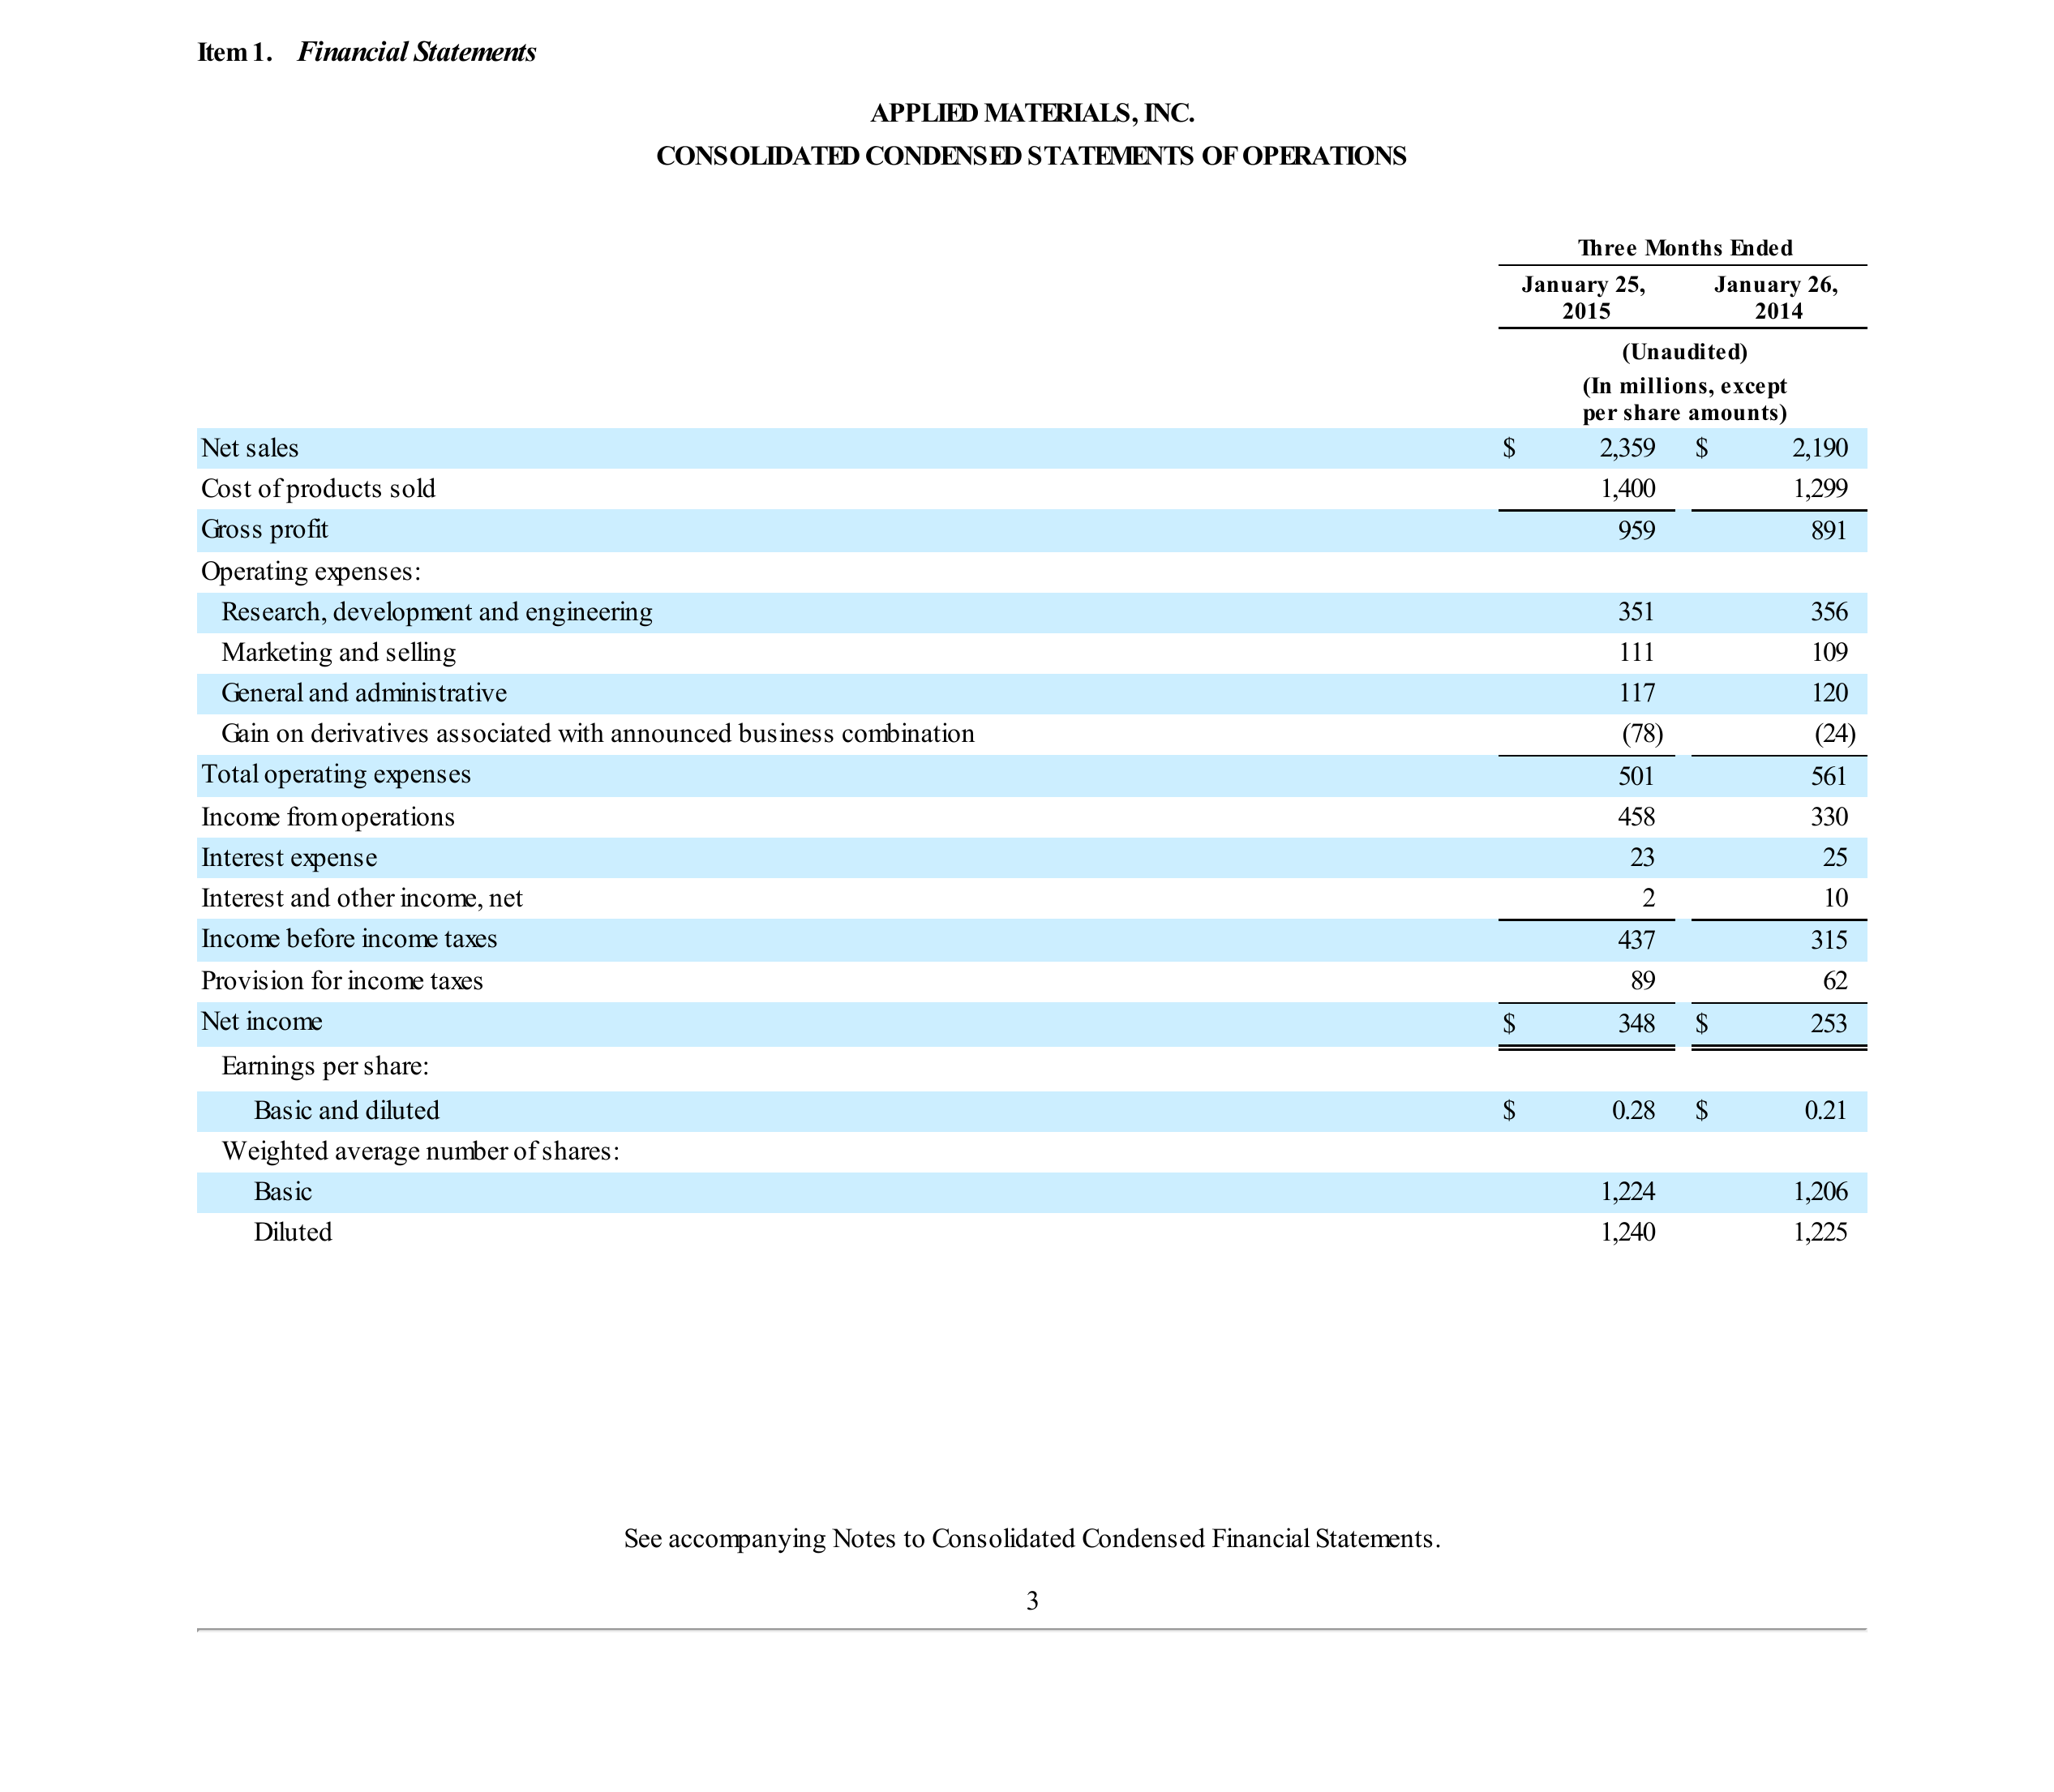 Item 1. Financial Statements
APPLIED MATERIALS, INC.
CONSOLIDATED CONDENSED STATEMENTS OF OPERATIONS
Three Months Ended
January 25, 2015 January 26, 2014
(Unaudited)
(In millions, except
per share amounts)
Net sales $ 2,359 $ 2,190
Cost of products sold 1,400 1,299
Gross profit 959 891
Operating expenses:
Research, development and engineering 351 356
Marketing and selling 111 109
General and administrative 117 120
Gain on derivatives associated with announced business combination (78) (24)
Total operating expenses 501 561
Income from operations 458 330
Interest expense 23 25
Interest and other income, net 2 10
Income before income taxes 437 315
Provision for income taxes 89 62
Net income $ 348 $ 253
Earnings per share:
Basic and diluted $ 0.28 $ 0.21
Weighted average number of shares:
Basic 1,224 1,206
Diluted 1,240 1,225
See accompanying Notes to Consolidated Condensed Financial Statements.
3